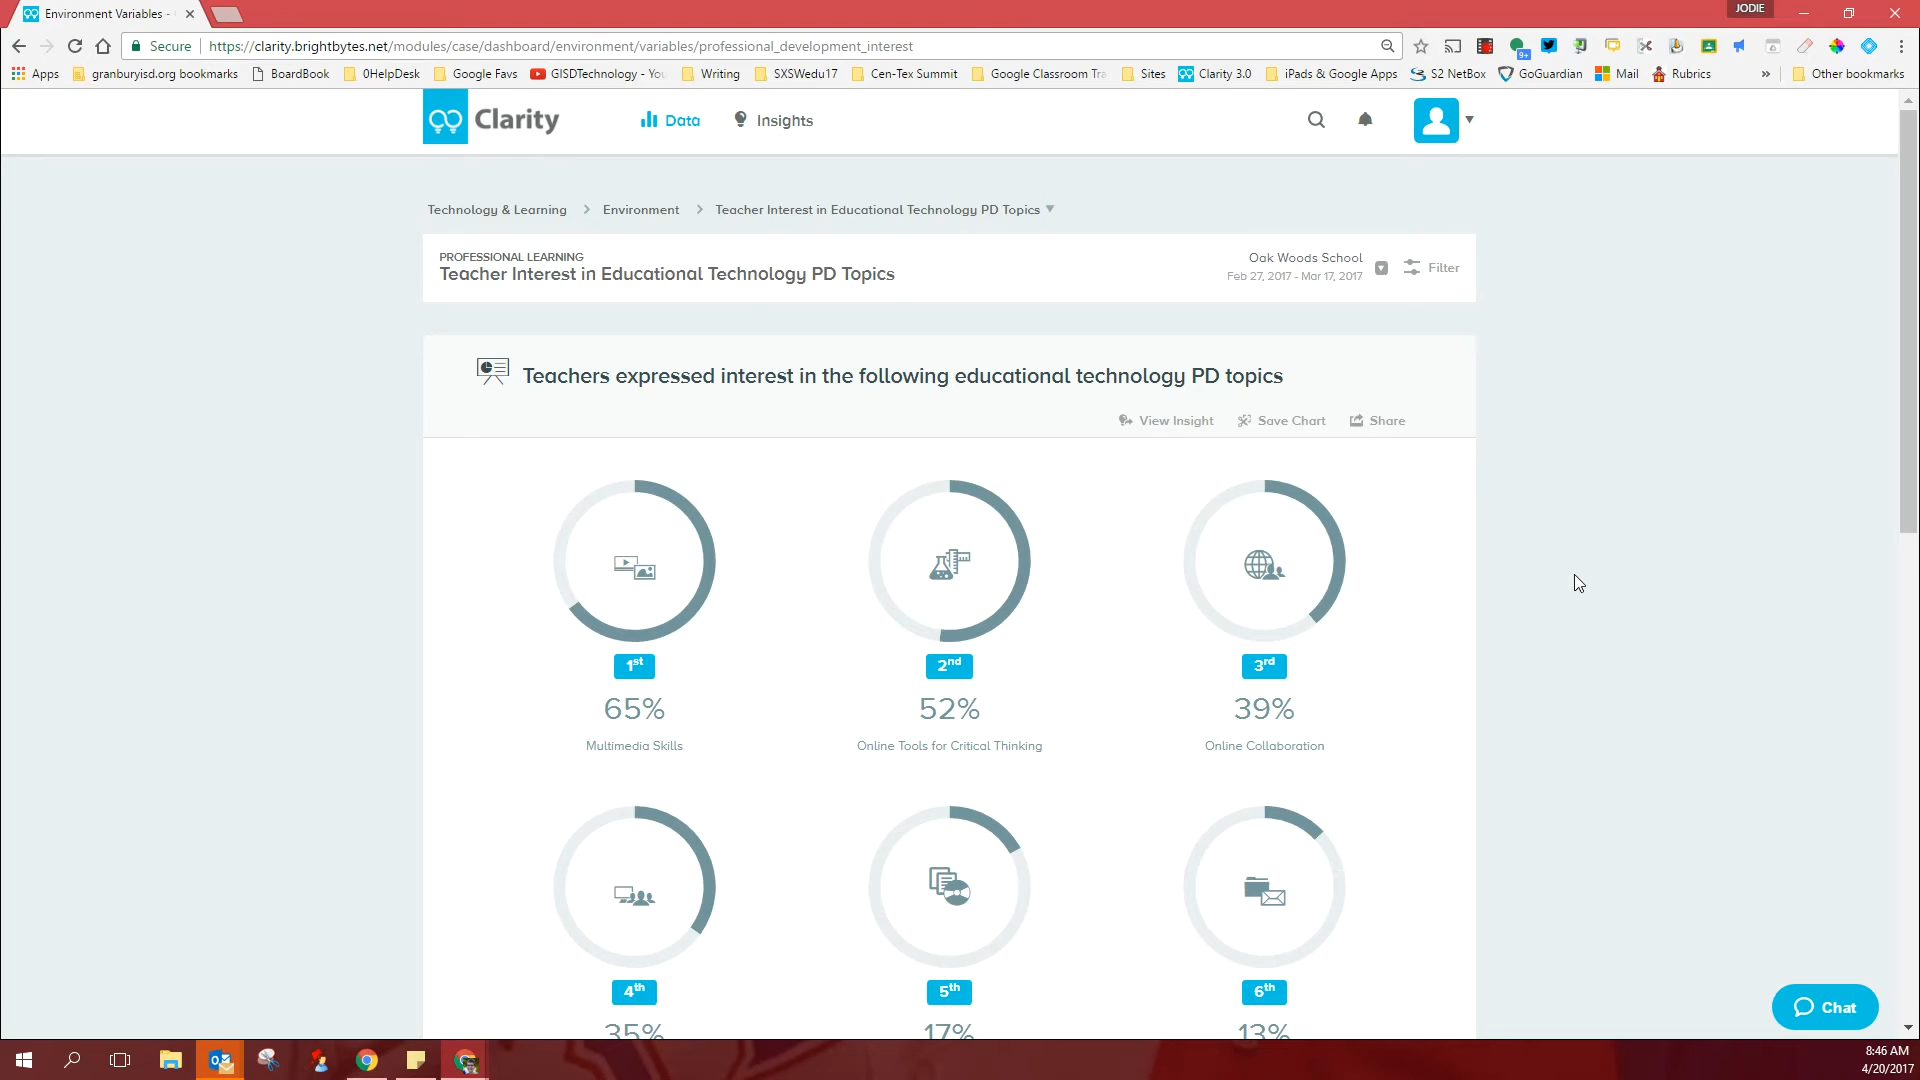 Environment Variables -
JODIE
Secure
https://clarity.brightbytes.net/modules/case/dashboard/environment/variables/professional_development_interest
9+
Apps
granburyisd.org bookmarks
BoardBook
0HelpDesk
Google Favs
GISDTechnology - You
Writing
SXSWedu17
Cen-Tex Summit
Google Classroom Tra
Sites
Clarity 3.0
iPads & Google Apps
S2 NetBox
GoGuardian
Mail
Rubrics
»
Other bookmarks
Clarity
Data
Insights
Technology & Learning
Environment
Teacher Interest in Educational Technology PD Topics
PROFESSIONAL LEARNING
Teacher Interest in Educational Technology PD Topics
Oak Woods School
Feb 27, 2017 - Mar 17, 2017
Filter
Teachers expressed interest in the following educational technology PD topics
View Insight
Save Chart
Share
1st
2nd
3rd
65%
52%
39%
Multimedia Skills
Online Tools for Critical Thinking
Online Collaboration
4th
5th
6th
35%
17%
13%
Chat
8:46 AM
4/20/2017